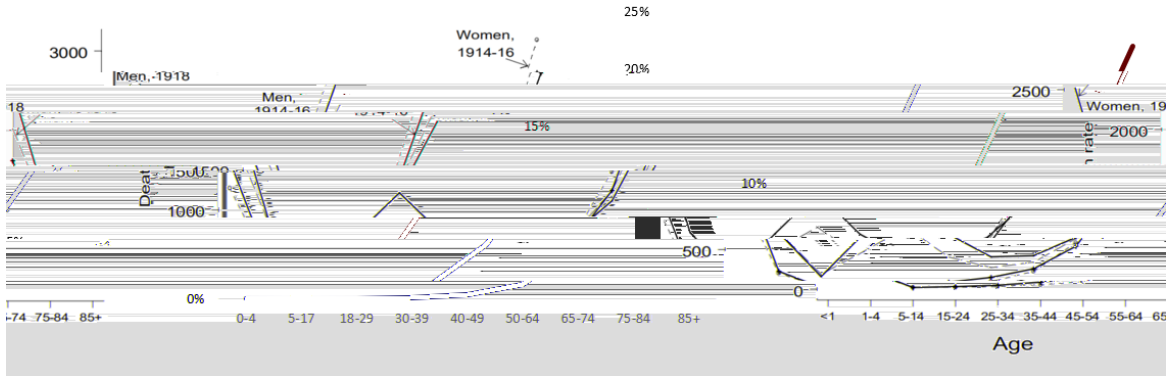 25%
Women,
1914-16
3000
20%
Men, 1918
2500
Men,
1914-16
18
Women, 19
15%
n rate
2000
Deat
10%
1000
500
0
0%
-74 75-84 85+
0-4 5-17 18-29 30-39 40-49 50-64 65-74 75-84 85+
<1 1-4 5-14 15-24 25-34 35-44 45-54 55-64 65
Age